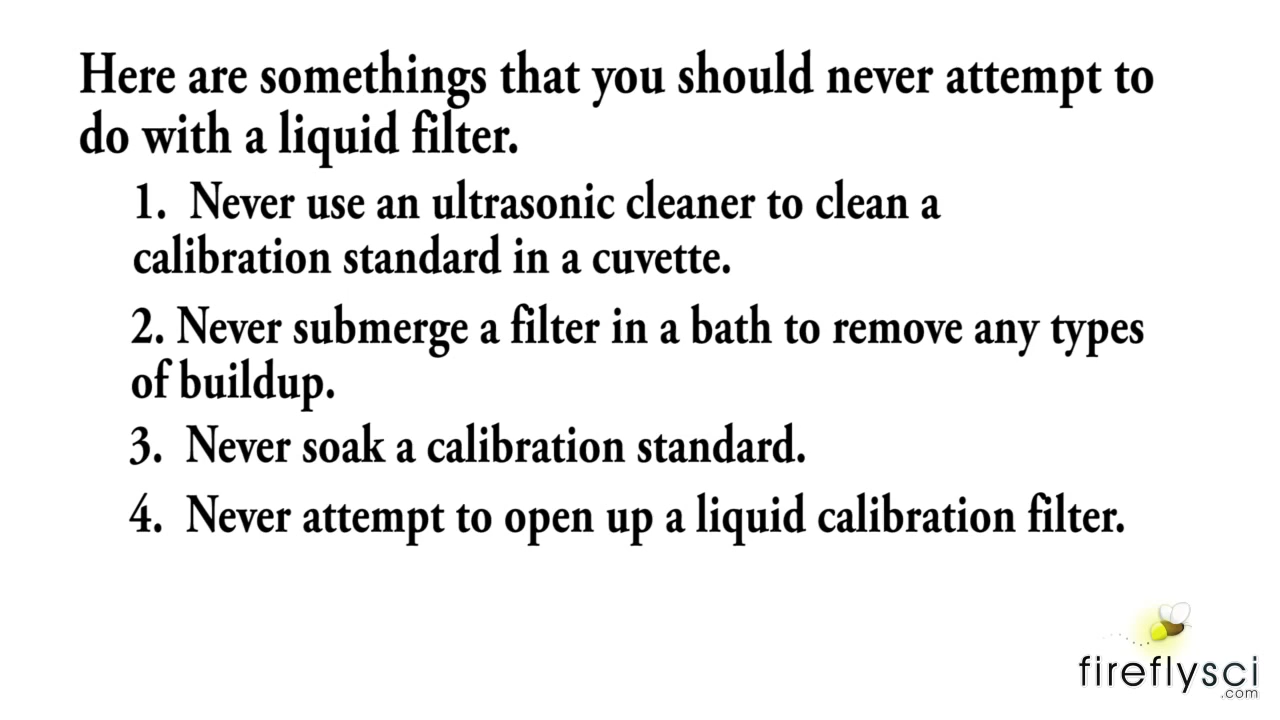 Here are somethings that you should never attempt to
do with a liquid filter.
1. Never use an ultrasonic cleaner to clean a
calibration standard in a cuvette.
2. Never submerge a filter in a bath to remove any types
of buildup.
3. Never soak a calibration standard.
4. Never attempt to open up a liquid calibration filter.
fireflysci
.com